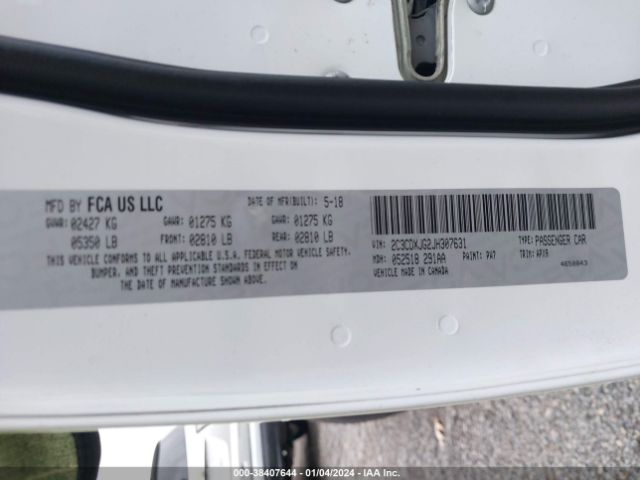 MFD BY FCA US LLC DATE OF MFR(BUILT): 5-18
GVWR: 02427 KG GAWR: 01275 KG GAWR: 01275 KG
05350 LB FRONT: 02810 LB REAR: 02810 LB
THIS VEHICLE CONFORMS TO ALL APPLICABLE U.S.A. FEDERAL MOTOR VEHICLE SAFETY,
BUMPER, AND THEFT PREVENTION STANDARDS IN EFFECT ON
THE DATE OF MANUFACTURE SHOWN ABOVE.
VIN: 2C3CDXJG2JH307631 TYPE: PASSENGER CAR
MDH: 052518 291AA PAINT: PW7 TRIM: APX9
VEHICLE MADE IN CANADA 4650843
000-38407644 - 01/04/2024 - IAA Inc.